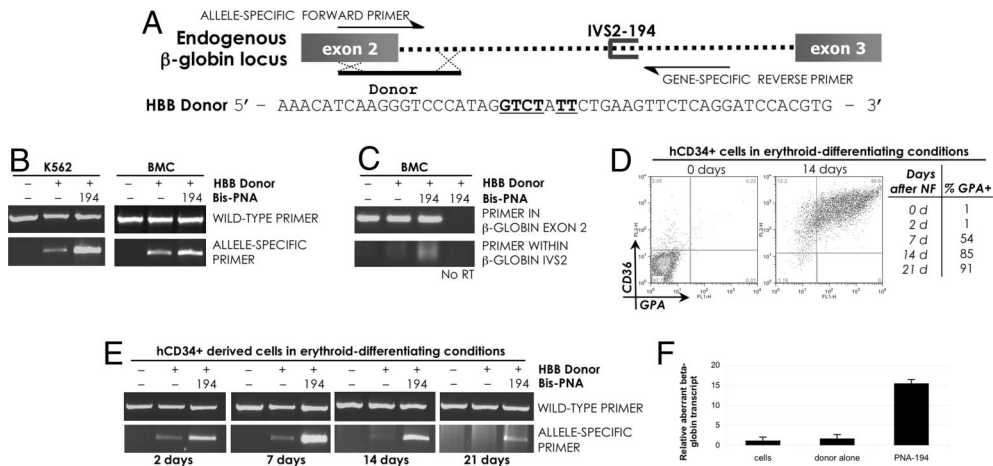 A
ALLELE-SPECIFIC FORWARD PRIMER
Endogenous
β-globin locus
exon 2
IVS2-194
exon 3
GENE-SPECIFIC REVERSE PRIMER
Donor
HBB Donor 5' - AAACATCAAGGGTCCCATAGGTCTATTCTGAAGTTCTCAGGATCCACGTG - 3'
B
K562
BMC
– + + – + + HBB Donor
– – 194 – – 194 Bis-PNA
WILD-TYPE PRIMER
ALLELE-SPECIFIC
PRIMER
C
BMC
– + + + HBB Donor
– – 194 194 Bis-PNA
PRIMER IN
β-GLOBIN EXON 2
PRIMER WITHIN
β-GLOBIN IVS2
No RT
D
hCD34+ cells in erythroid-differentiating conditions
0 days
14 days
CD36
GPA
FL1-H
FL1-H
Days
after NF
% GPA+
0 d 1
2 d 1
7 d 54
14 d 85
21 d 91
E
hCD34+ derived cells in erythroid-differentiating conditions
– + + – + + – + + – + + HBB Donor
– – 194 – – 194 – – 194 – – 194 Bis-PNA
WILD-TYPE PRIMER
ALLELE-SPECIFIC
PRIMER
2 days
7 days
14 days
21 days
F
Relative aberrant beta-
globin transcript
20
15
10
5
0
cells
donor alone
PNA-194